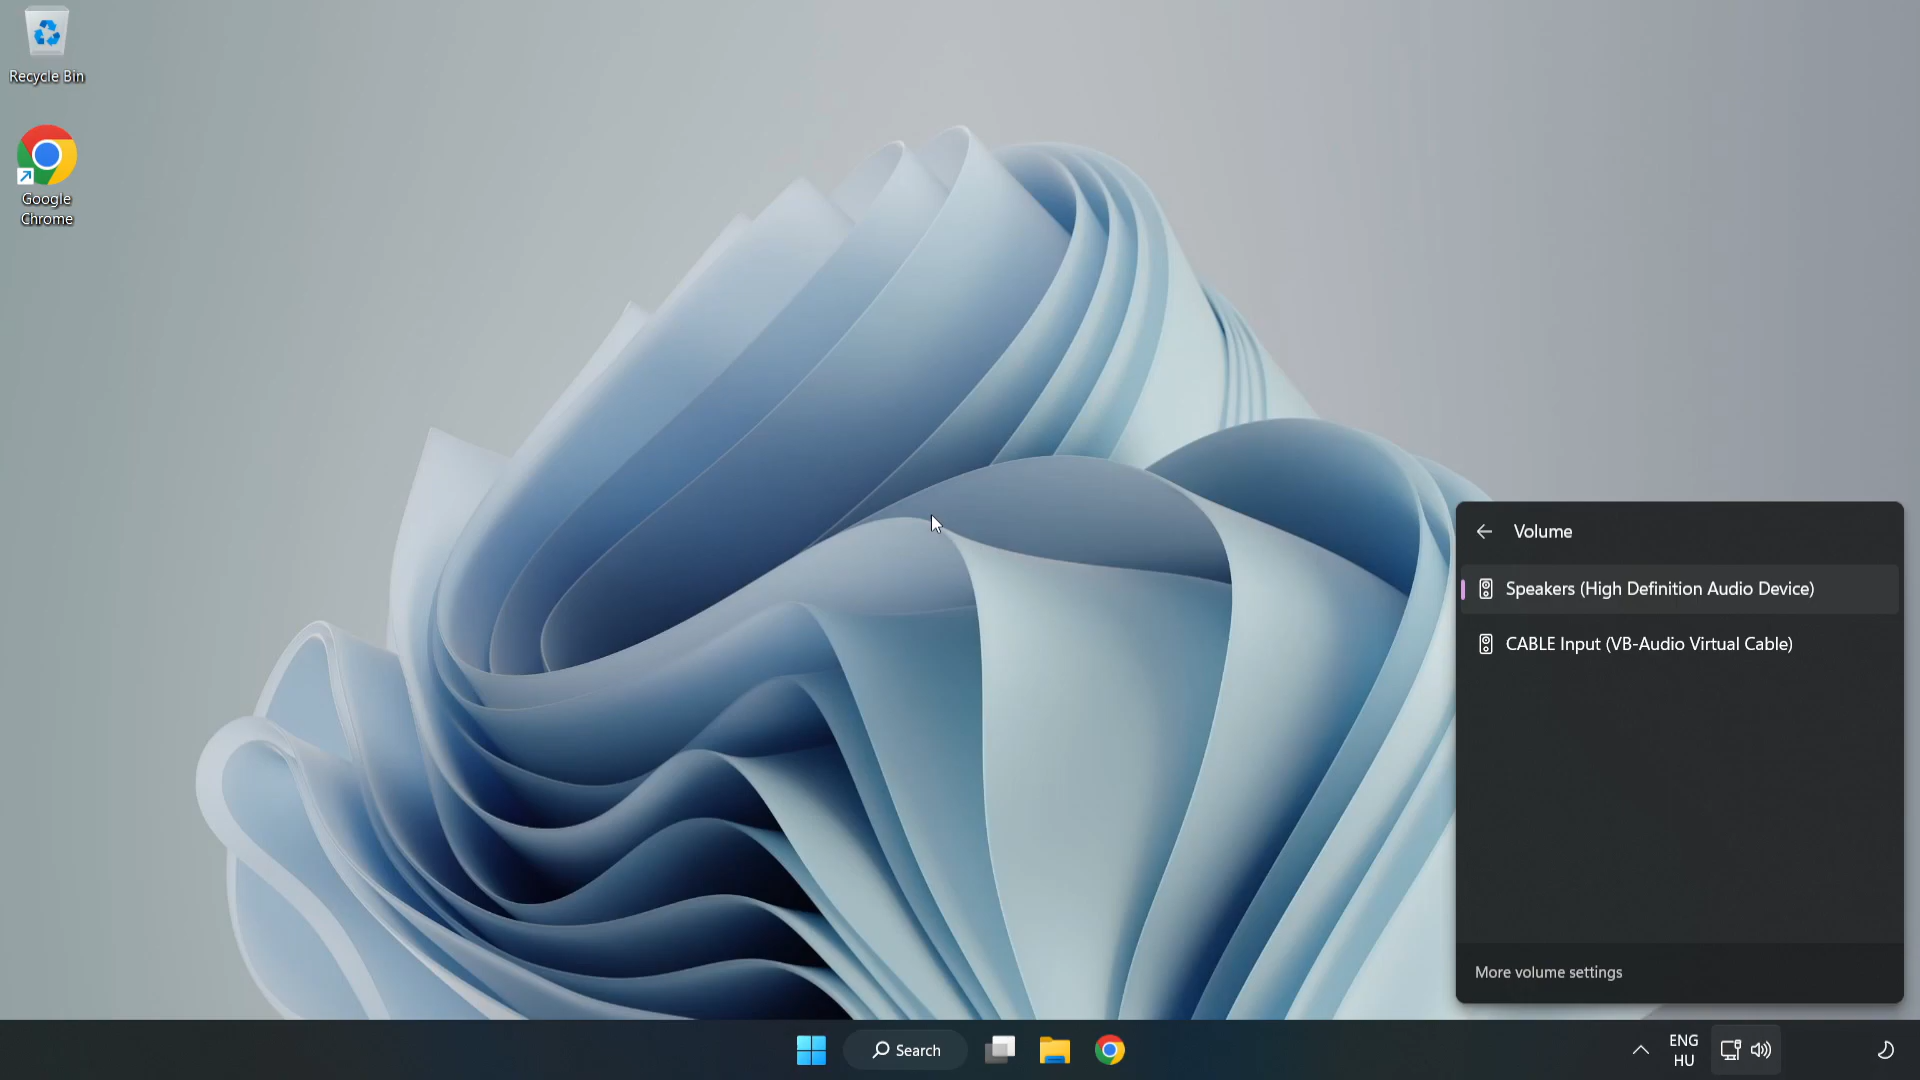 Recycle Bin
Google
Chrome
Volume
Speakers (High Definition Audio Device)
CABLE Input (VB-Audio Virtual Cable)
More volume settings
Search
ENG
HU